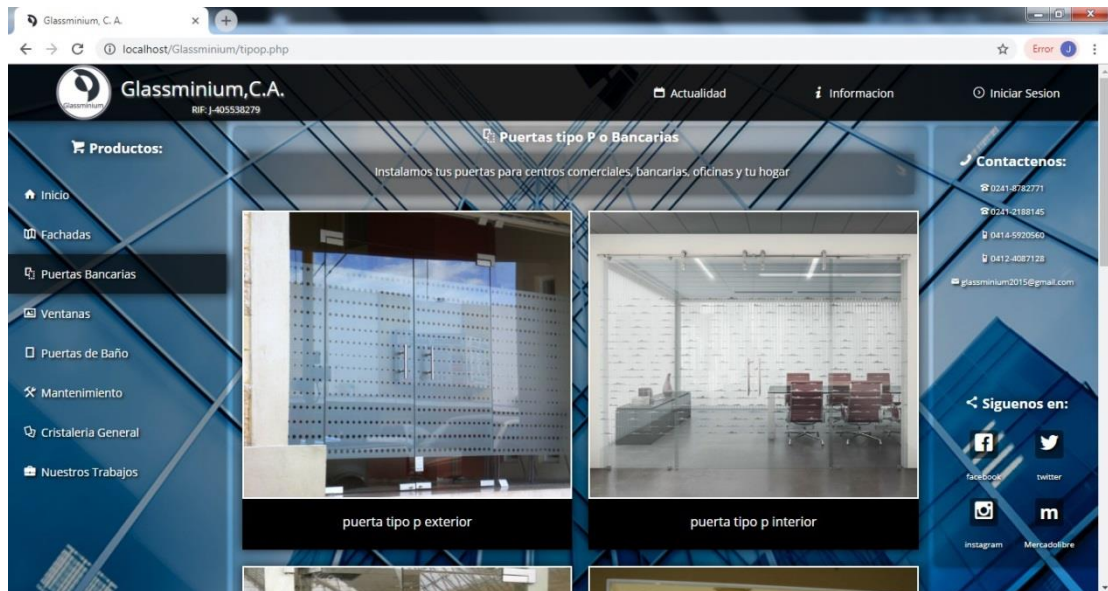 Glassminium, C. A.
localhost/Glassminium/tipop.php
Error J
Glassminium
Glassminium,C.A.
RIF: J-405538279
Actualidad
Informacion
Iniciar Sesion
Productos:
Inicio
Fachadas
Puertas Bancarias
Ventanas
Puertas de Baño
Mantenimiento
Cristaleria General
Nuestros Trabajos
Puertas tipo P o Bancarias
Instalamos tus puertas para centros comerciales, bancarias, oficinas y tu hogar
puerta tipo p exterior
puerta tipo p interior
Contactenos:
0241-8782771
0241-2188145
0414-5920560
0412-4087128
glassminium2015@gmail.com
Siguenos en:
facebook
twitter
m
instagram
Mercadolibre